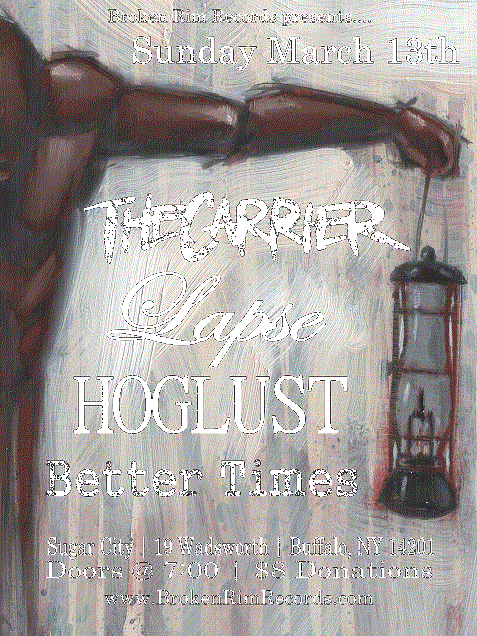 Broken Rim Records presents....
Sunday March 13th
THE CARRIER
Lapse
HOGLUST
Better Times
Sugar City | 19 Wadsworth | Buffalo, NY 14201
Doors @ 7:00 | $8 Donations
www.BrokenRimRecords.com